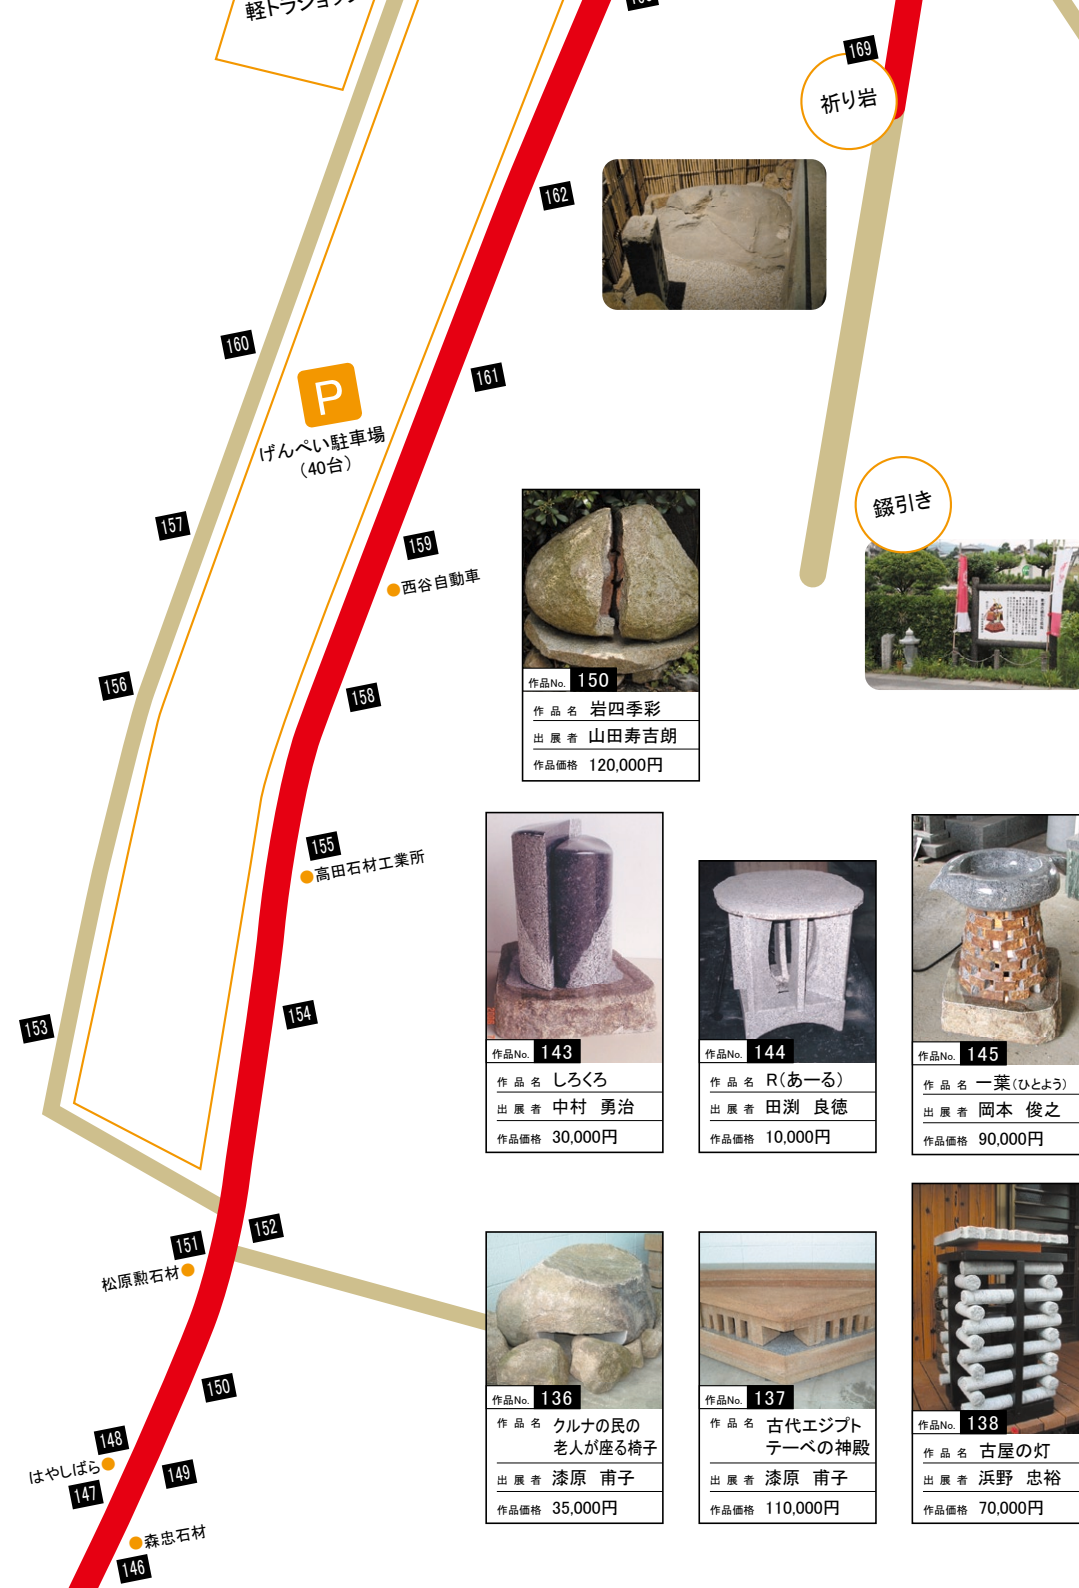 軽トラショップ
169
祈り岩
162
160
161
P
げんぺい駐車場
（40台）
157
159
西谷自動車
錣引き
156
158
作品No. 150
作品名 岩四季彩
出展者 山田寿吉朗
作品価格 120,000円
155
高田石材工業所
153
154
作品No. 143
作品名 しろくろ
出展者 中村 勇治
作品価格 30,000円
作品No. 144
作品名 R（あーる）
出展者 田渕 良徳
作品価格 10,000円
作品No. 145
作品名 一葉（ひとよう）
出展者 岡本 俊之
作品価格 90,000円
152
151
松原勲石材
150
148
はやしばら
147
149
森忠石材
146
作品No. 136
作品名 クルナの民の
老人が座る椅子
出展者 漆原 甫子
作品価格 35,000円
作品No. 137
作品名 古代エジプト
テーベの神殿
出展者 漆原 甫子
作品価格 110,000円
作品No. 138
作品名 古屋の灯
出展者 浜野 忠裕
作品価格 70,000円